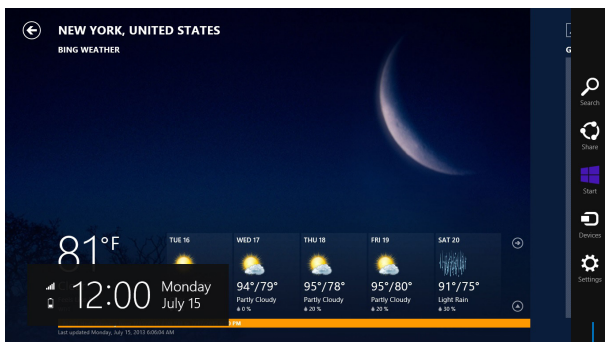 NEW YORK, UNITED STATES
BING WEATHER
Search
Share
Start
Devices
Settings
81°F
TUE 16
WED 17
THU 18
FRI 19
SAT 20
94°/79°
95°/78°
95°/80°
91°/75°
Partly Cloudy
Partly Cloudy
Partly Cloudy
Light Rain
0 %
20 %
20 %
30 %
12:00
Monday
July 15
PM
Last updated Monday, July 15, 2013 6:06:04 AM